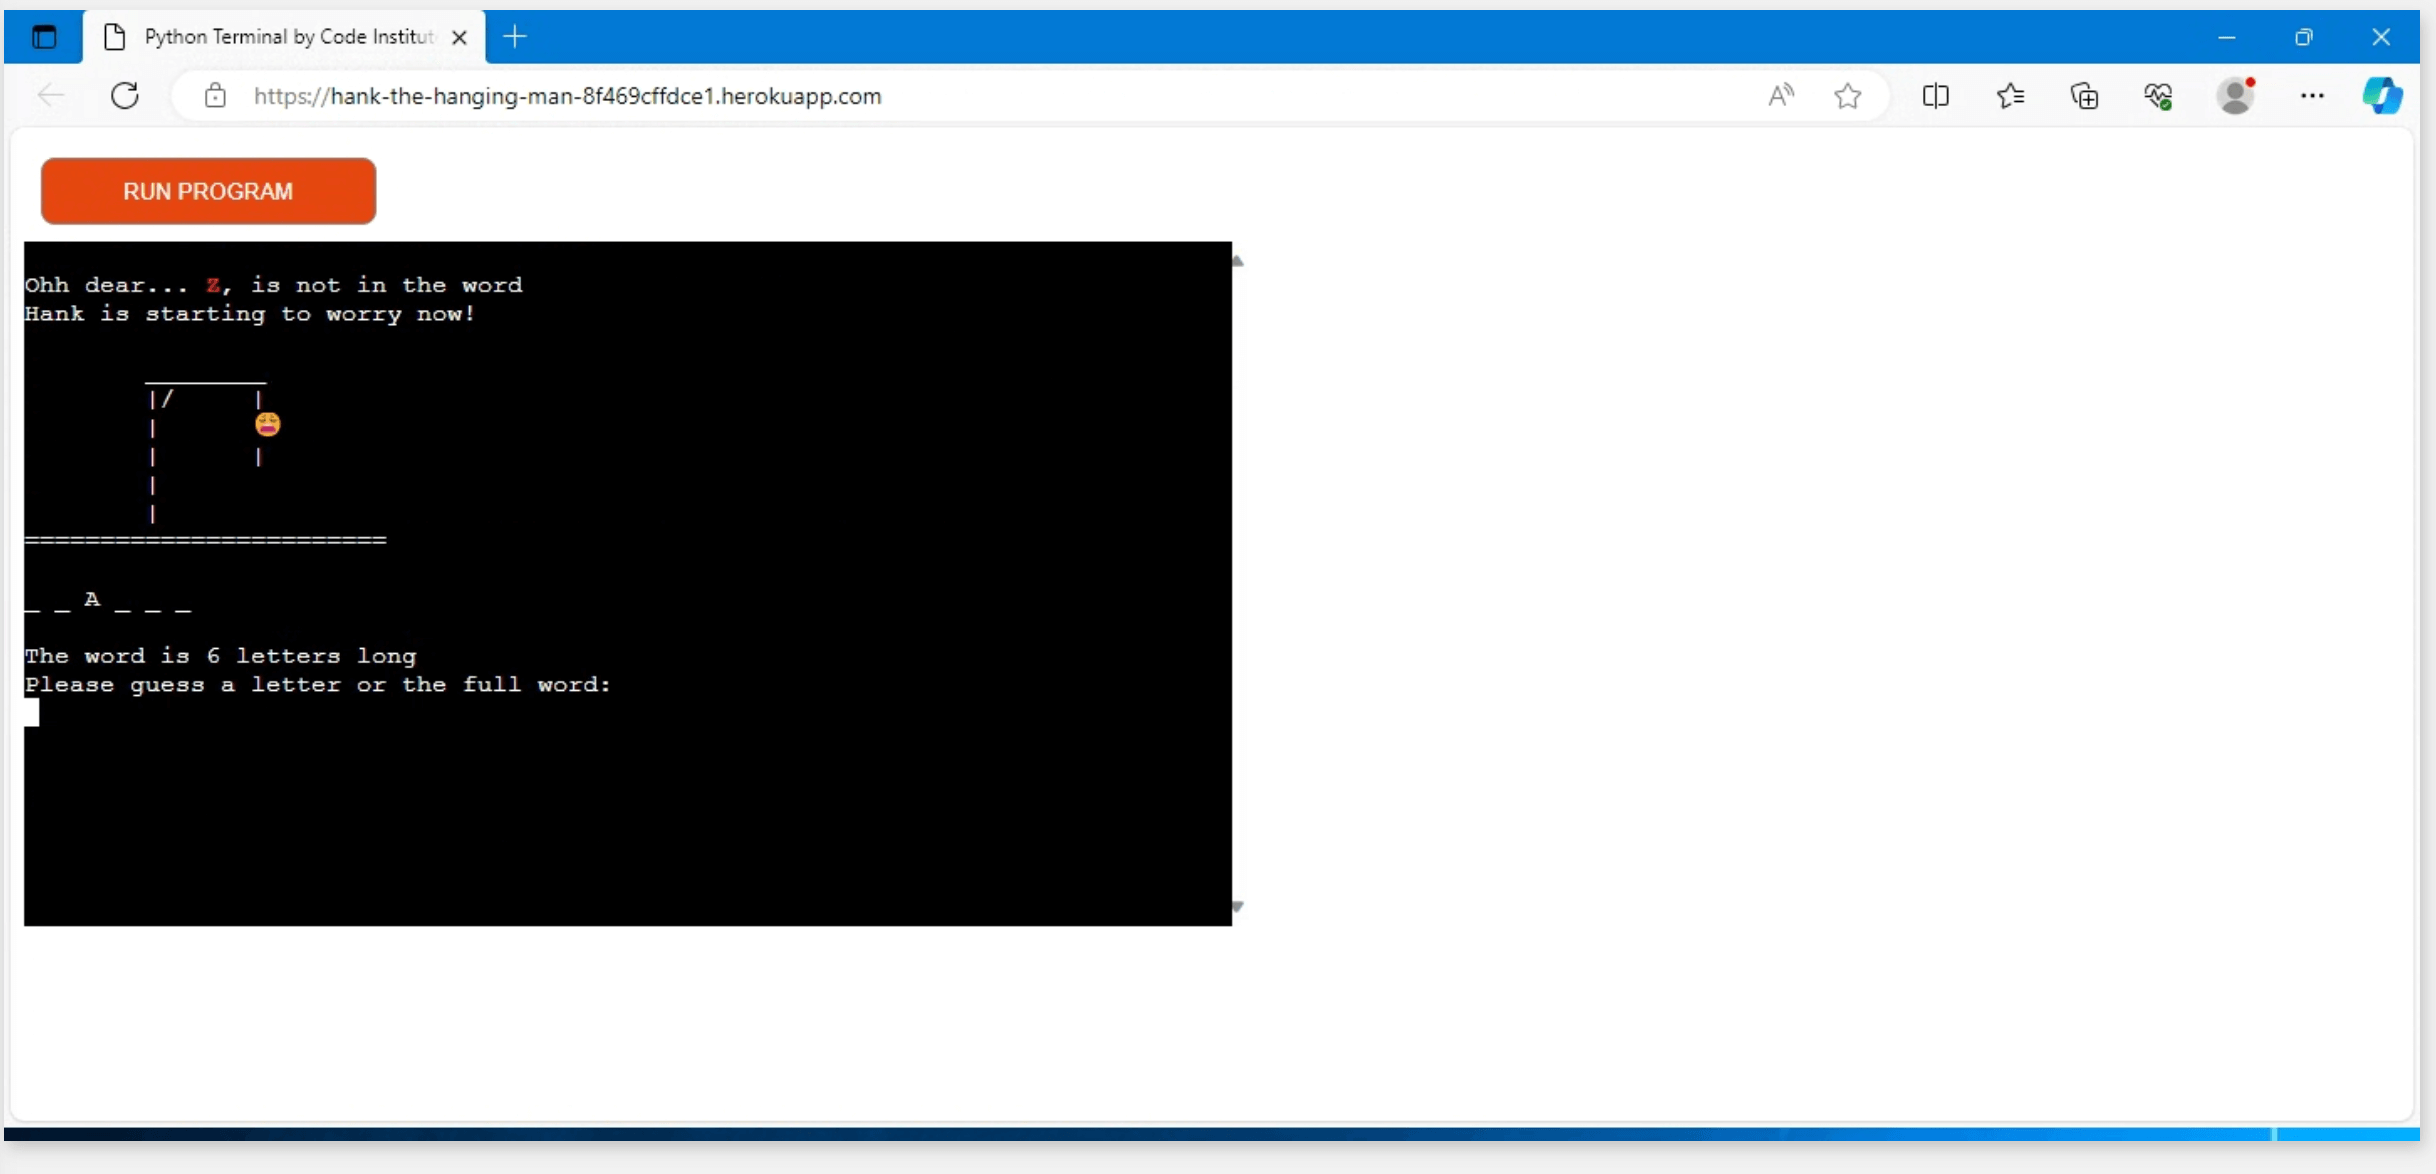 Python Terminal by Code Institut
https://hank-the-hanging-man-8f469cffdce1.herokuapp.com
RUN PROGRAM
Ohh dear... Z, is not in the word
Hank is starting to worry now!
________
|/     |
|
|      |
|
|
========================
_ _ A _ _ _
The word is 6 letters long
Please guess a letter or the full word: